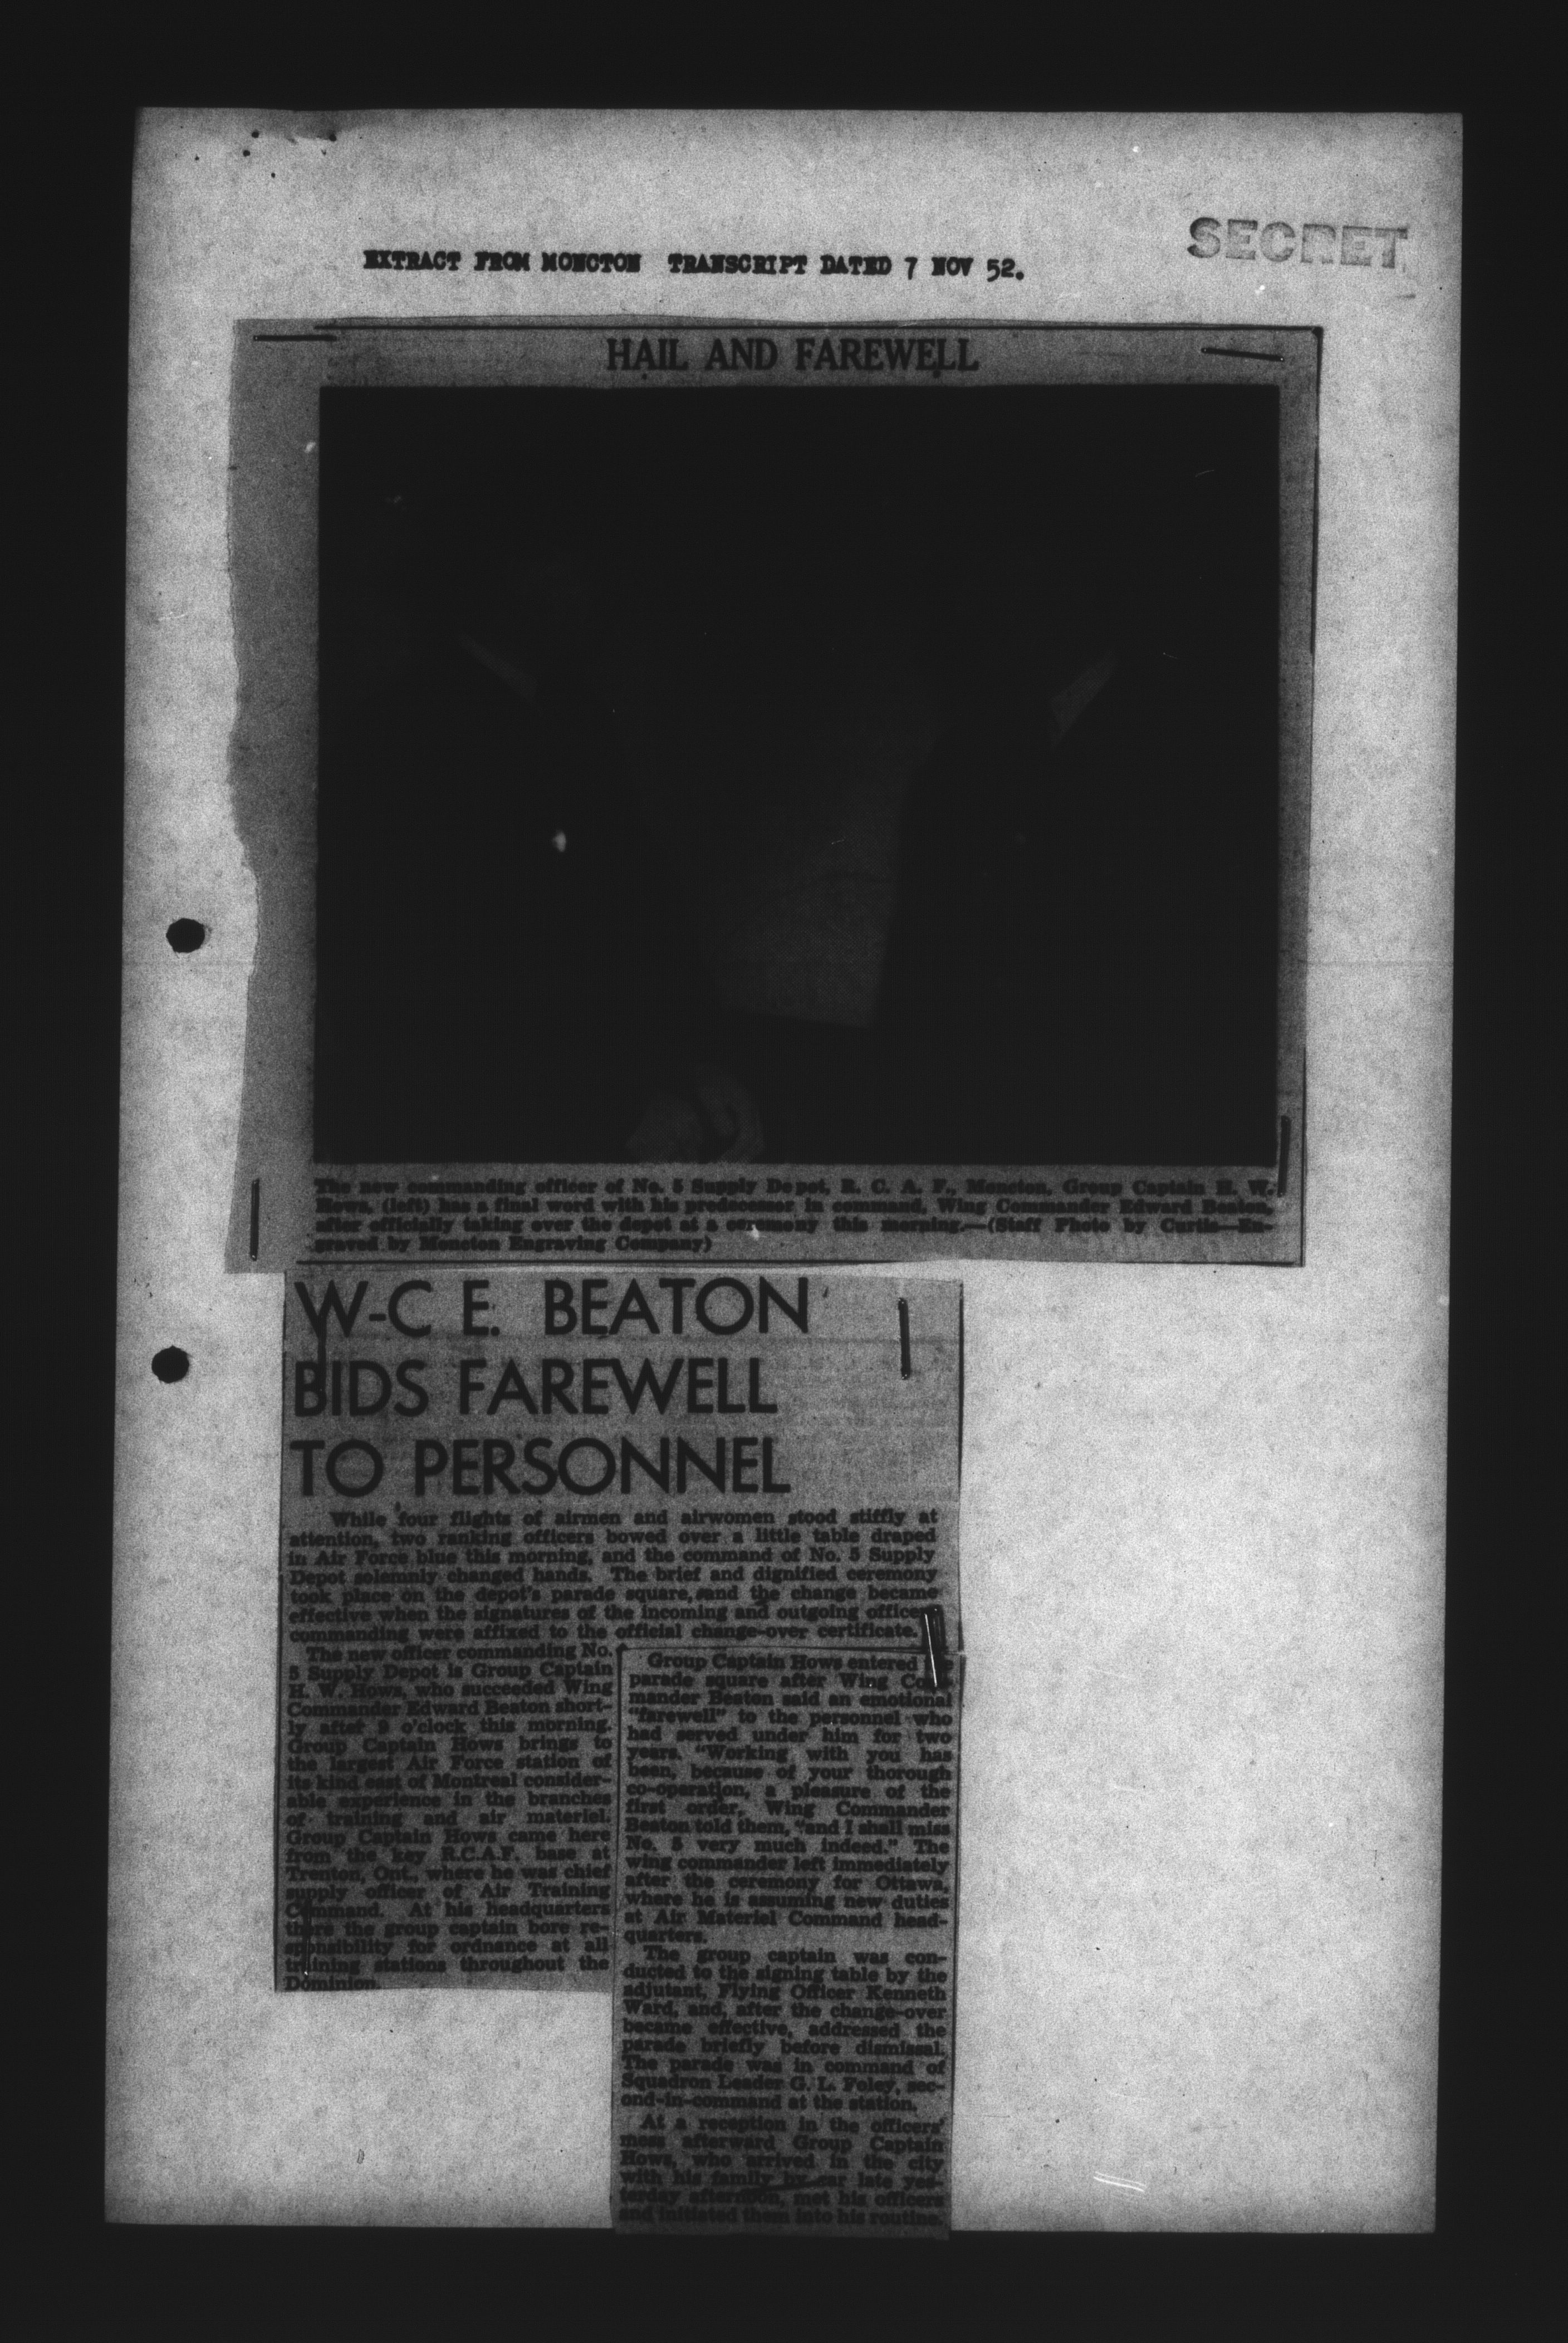 SECRET
EXTRACT FROM MONCTON TRANSCRIPT DATED 7 NOV 52.
HAIL AND FAREWELL
The new commanding officer of No. 5 Supply Depot, R. C. A. F., Moncton, Group Captain H. W.
Hows, (left) has a final word with his predecessor in command, Wing Commander Edward Beaton,
after officially taking over the depot at a ceremony this morning.—(Staff Photo by Curtis—En-
graved by Moncton Engraving Company)
W-C E. BEATON
BIDS FAREWELL
TO PERSONNEL
While four flights of airmen and airwomen stood stiffly at
attention, two ranking officers bowed over a little table draped
in Air Force blue this morning, and the command of No. 5 Supply
Depot solemnly changed hands. The brief and dignified ceremony
took place on the depot's parade square, and the change became
effective when the signatures of the incoming and outgoing officer
commanding were affixed to the official change-over certificate.
The new officer commanding No.
5 Supply Depot is Group Captain
H. W. Hows, who succeeded Wing
Commander Edward Beaton short-
ly after 9 o'clock this morning.
Group Captain Hows brings to
the largest Air Force station of
its kind east of Montreal consider-
able experience in the branches
of training and air materiel.
Group Captain Hows came here
from the key R.C.A.F. base at
Trenton, Ont., where he was chief
supply officer of Air Training
Command. At his headquarters
there the group captain bore re-
sponsibility for ordnance at all
training stations throughout the
Dominion.
Group Captain Hows entered
parade square after Wing Com-
mander Beaton said an emotional
"farewell" to the personnel who
had served under him for two
years. "Working with you has
been, because of your thorough
co-operation, a pleasure of the
first order, Wing Commander
Beaton told them, "and I shall miss
No. 5 very much indeed." The
wing commander left immediately
after the ceremony for Ottawa,
where he is assuming new duties
at Air Materiel Command head-
quarters.
The group captain was con-
ducted to the signing table by the
adjutant, Flying Officer Kenneth
Ward, and, after the change-over
became effective, addressed the
parade briefly before dismissal.
The parade was in command of
Squadron Leader G. L. Foley, sec-
ond-in-command at the station.
At a reception in the officers'
mess afterward Group Captain
Hows, who arrived in the city
with his family by car late yes-
terday afternoon, met his officers
and initiated them into his routine.